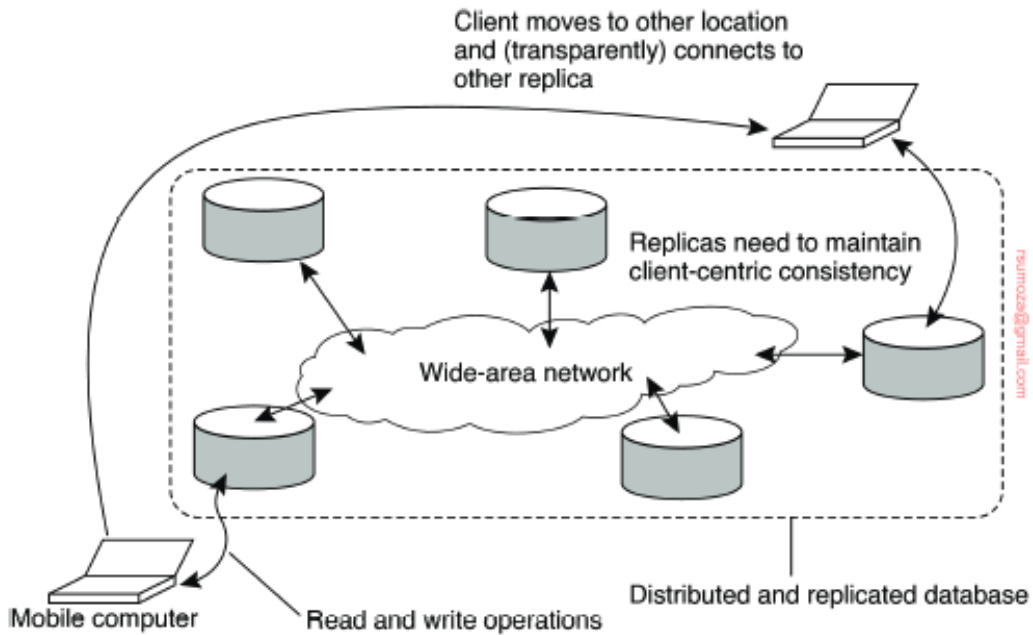 Client moves to other location
and (transparently) connects to
other replica
Replicas need to maintain
client-centric consistency
rsumoza@gmail.com
Wide-area network
Distributed and replicated database
Mobile computer
Read and write operations